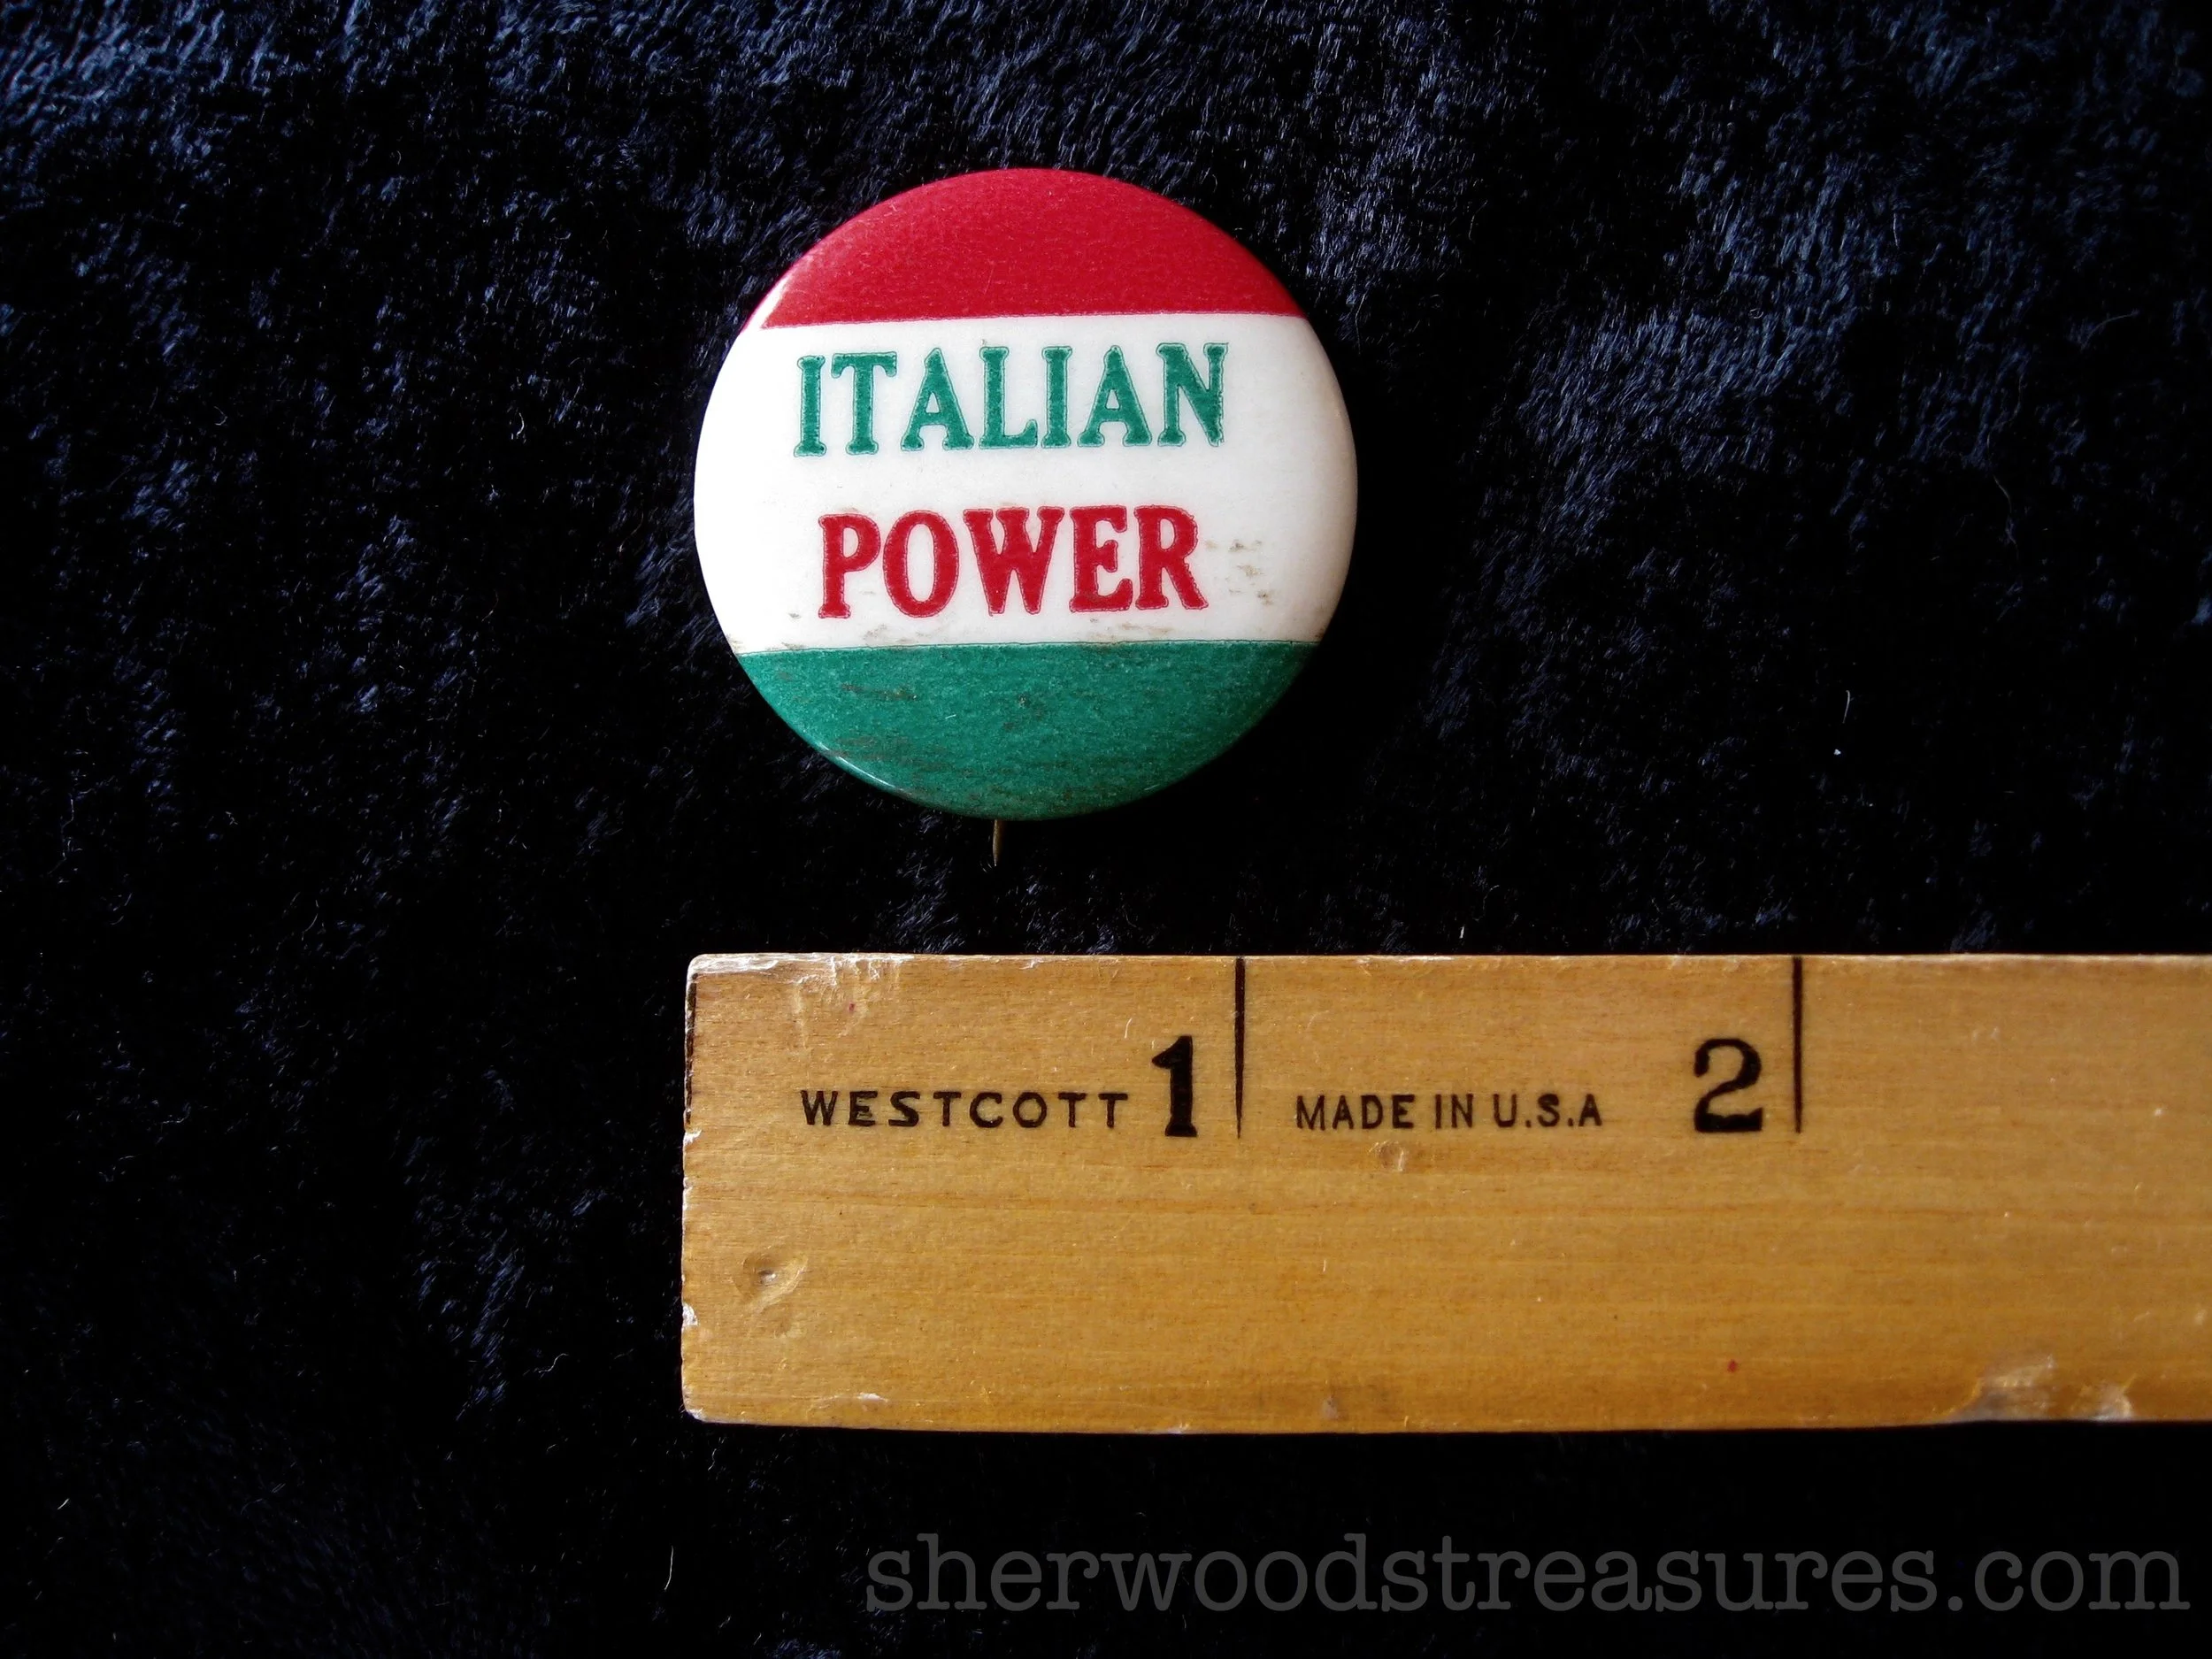 ITALIAN
POWER
WESTCOTT 1 MADE IN U.S.A 2
sherwoodstreasures.com